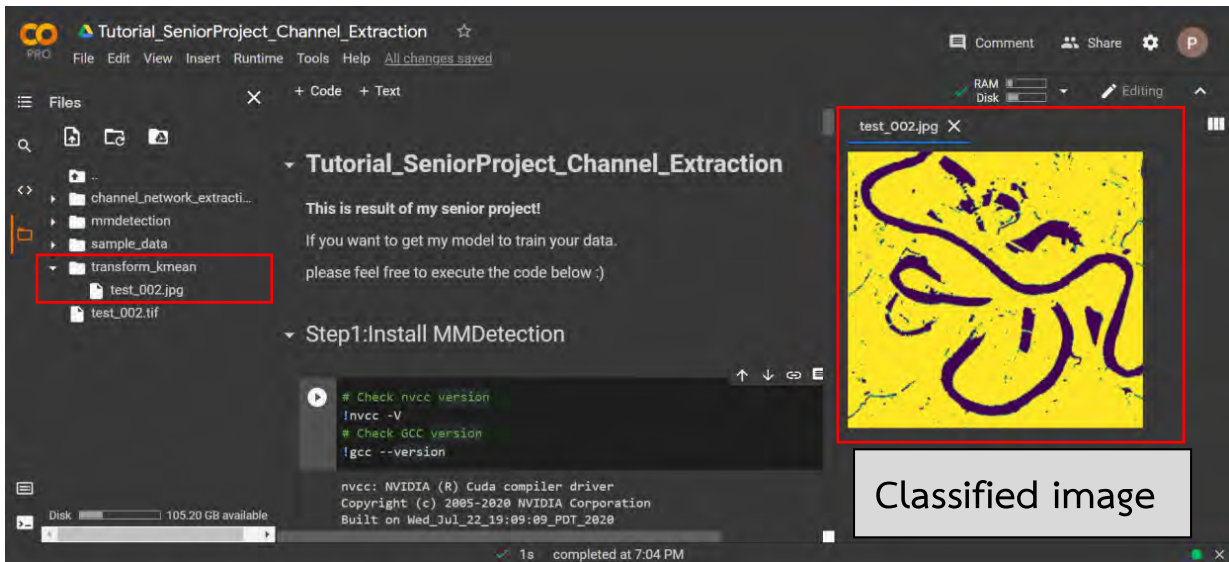 CO
PRO
Tutorial_SeniorProject_Channel_Extraction
File Edit View Insert Runtime Tools Help All changes saved
Comment Share P
+ Code + Text
RAM
Disk
Editing
Files
..
channel_network_extracti...
mmdetection
sample_data
transform_kmean
test_002.jpg
test_002.tif
Disk 105.20 GB available
Tutorial_SeniorProject_Channel_Extraction
This is result of my senior project!
If you want to get my model to train your data.
please feel free to execute the code below :)
Step1:Install MMDetection
# Check nvcc version
!nvcc -V
# Check GCC version
!gcc --version
nvcc: NVIDIA (R) Cuda compiler driver
Copyright (c) 2005-2020 NVIDIA Corporation
Built on Wed_Jul_22_19:09:09_PDT_2020
test_002.jpg
Classified image
1s completed at 7:04 PM